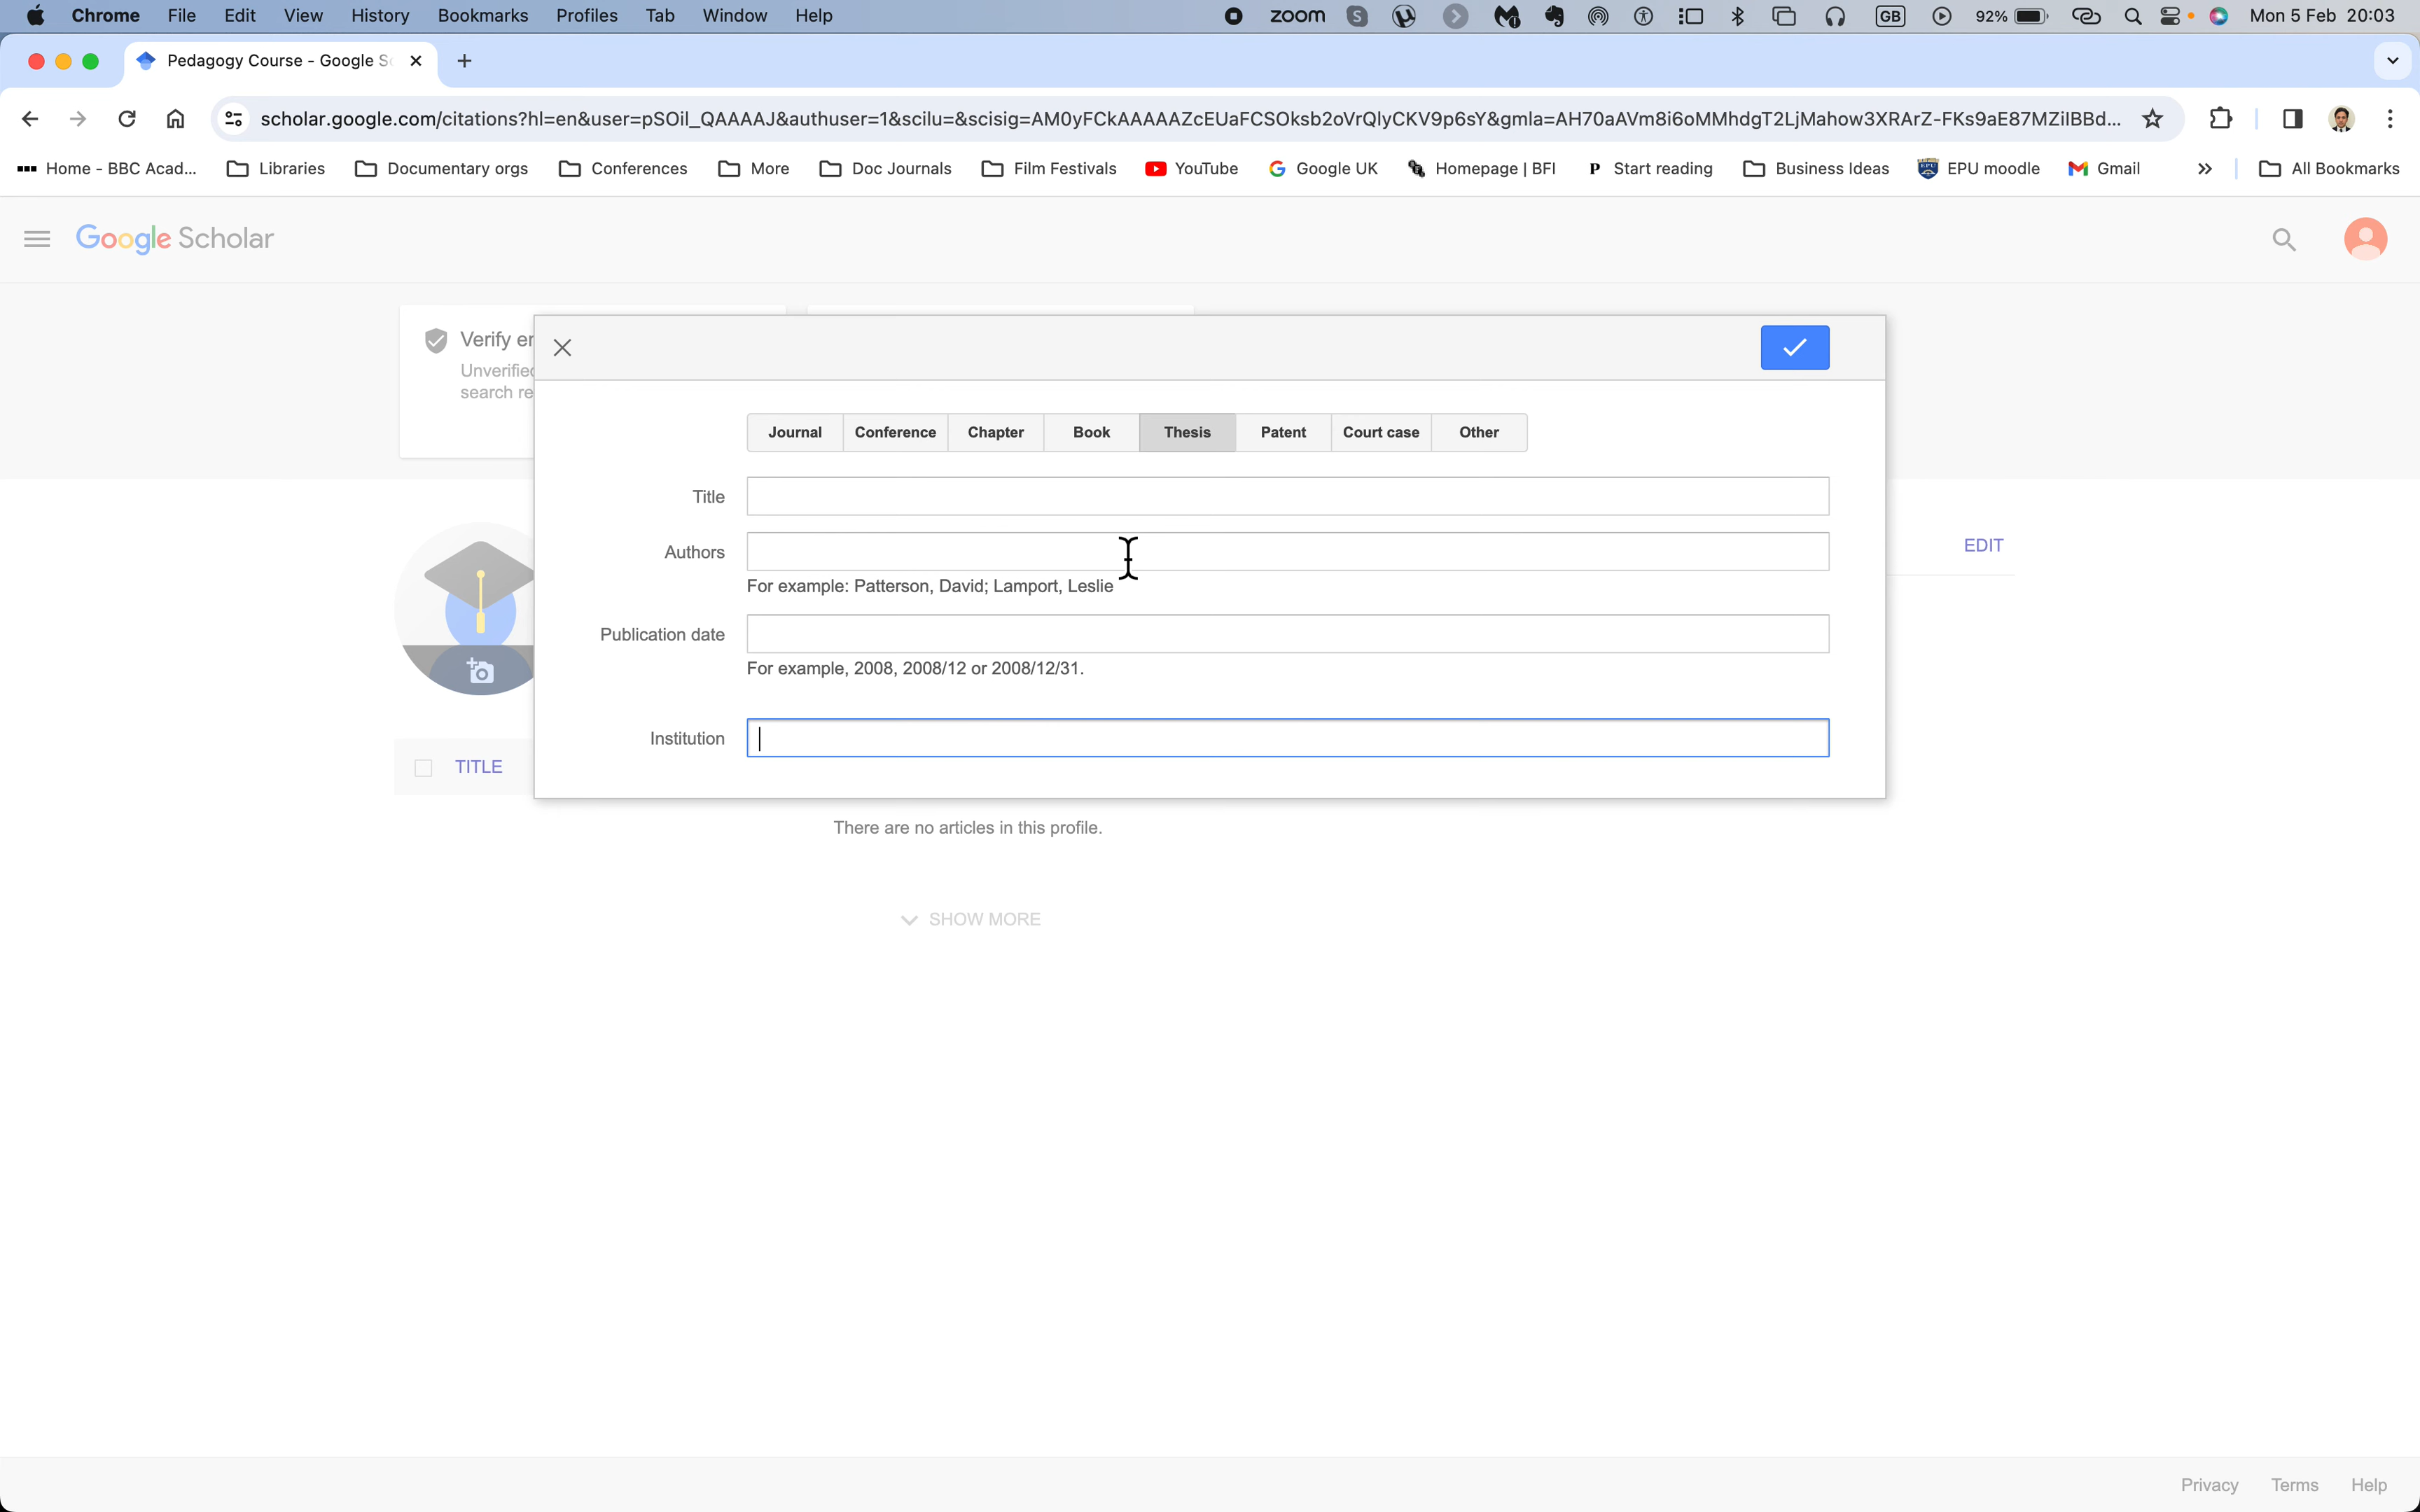 Chrome File Edit View History Bookmarks Profiles Tab Window Help zoom GB 92% Mon 5 Feb 20:03
Pedagogy Course - Google Sc
scholar.google.com/citations?hl=en&user=pSOil_QAAAAJ&authuser=1&scilu=&scisig=AM0yFCkAAAAAZcEUaFCSOksb2oVrQlyCKV9p6sY&gmla=AH70aAVm8i6oMMhdgT2LjMahow3XRArZ-FKs9aE87MZiIBBd...
Home - BBC Acad... Libraries Documentary orgs Conferences More Doc Journals Film Festivals YouTube Google UK Homepage | BFI P Start reading Business Ideas EPU moodle Gmail » All Bookmarks
Google Scholar
Verify er
Unverified
search re
Journal Conference Chapter Book Thesis Patent Court case Other
Title
Authors
EDIT
For example: Patterson, David; Lamport, Leslie
Publication date
For example, 2008, 2008/12 or 2008/12/31.
Institution
TITLE
There are no articles in this profile.
SHOW MORE
Privacy Terms Help